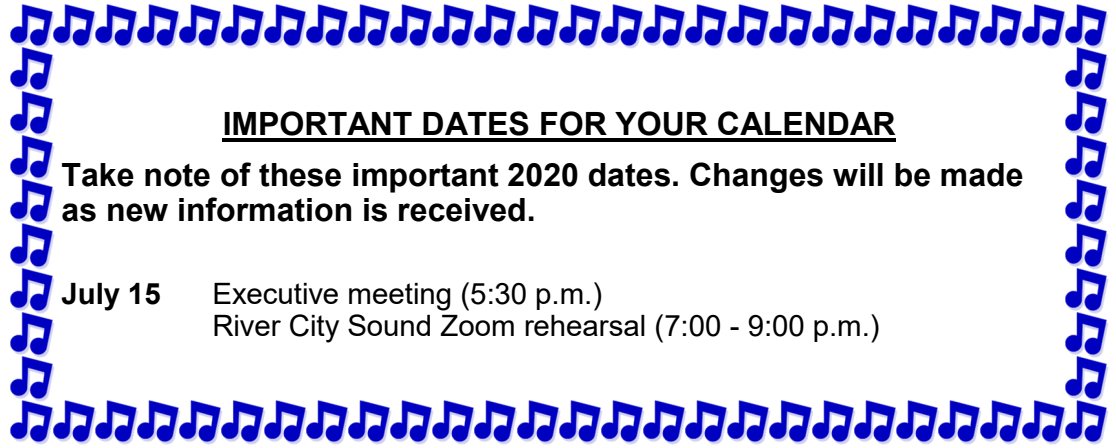 IMPORTANT DATES FOR YOUR CALENDAR
Take note of these important 2020 dates. Changes will be made
as new information is received.
July 15 Executive meeting (5:30 p.m.)
River City Sound Zoom rehearsal (7:00 - 9:00 p.m.)